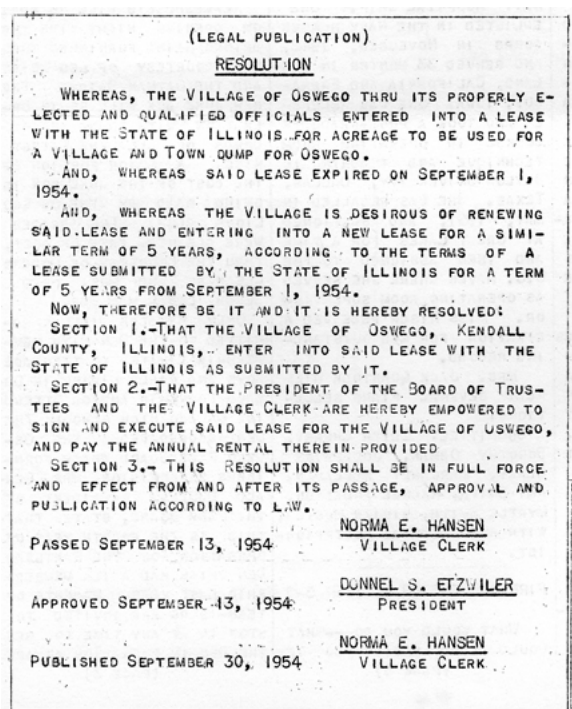 (LEGAL PUBLICATION)
RESOLUTION
WHEREAS, THE VILLAGE OF OSWEGO THRU ITS PROPERLY E-
LECTED AND QUALIFIED OFFICIALS ENTERED INTO A LEASE
WITH THE STATE OF ILLINOIS FOR ACREAGE TO BE USED FOR
A VILLAGE AND TOWN DUMP FOR OSWEGO.
AND, WHEREAS SAID LEASE EXPIRED ON SEPTEMBER 1,
1954.
AND, WHEREAS THE VILLAGE IS DESIROUS OF RENEWING
SAID LEASE AND ENTERING INTO A NEW LEASE FOR A SIMI-
LAR TERM OF 5 YEARS, ACCORDING TO THE TERMS OF A
LEASE SUBMITTED BY THE STATE OF ILLINOIS FOR A TERM
OF 5 YEARS FROM SEPTEMBER 1, 1954.
NOW, THEREFORE BE IT AND IT IS HEREBY RESOLVED:
SECTION 1.-THAT THE VILLAGE OF OSWEGO, KENDALL
COUNTY, ILLINOIS, ENTER INTO SAID LEASE WITH THE
STATE OF ILLINOIS AS SUBMITTED BY IT.
SECTION 2.-THAT THE PRESIDENT OF THE BOARD OF TRUS-
TEES AND THE VILLAGE CLERK ARE HEREBY EMPOWERED TO
SIGN AND EXECUTE SAID LEASE FOR THE VILLAGE OF OSWEGO,
AND PAY THE ANNUAL RENTAL THEREIN PROVIDED
SECTION 3.- THIS RESOLUTION SHALL BE IN FULL FORCE
AND EFFECT FROM AND AFTER ITS PASSAGE, APPROVAL AND
PUBLICATION ACCORDING TO LAW.
NORMA E. HANSEN
PASSED SEPTEMBER 13, 1954 VILLAGE CLERK
DONNEL S. ETZWILER
APPROVED SEPTEMBER 13, 1954 PRESIDENT
NORMA E. HANSEN
PUBLISHED SEPTEMBER 30, 1954 VILLAGE CLERK